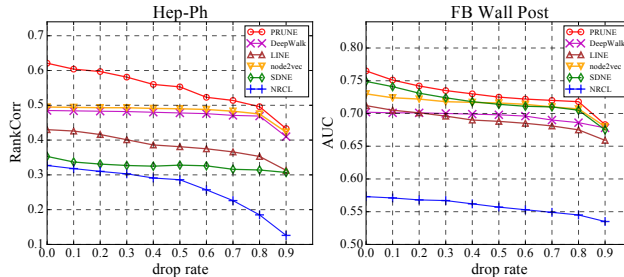 Hep-Ph
0.7
0.6
0.5
0.4
0.3
0.2
0.1
RankCorr
PRUNE
DeepWalk
LINE
node2vec
SDNE
NRCL
0.0 0.1 0.2 0.3 0.4 0.5 0.6 0.7 0.8 0.9
drop rate
FB Wall Post
0.80
0.75
0.70
0.65
0.60
0.55
0.50
AUC
PRUNE
DeepWalk
LINE
node2vec
SDNE
NRCL
0.0 0.1 0.2 0.3 0.4 0.5 0.6 0.7 0.8 0.9
drop rate